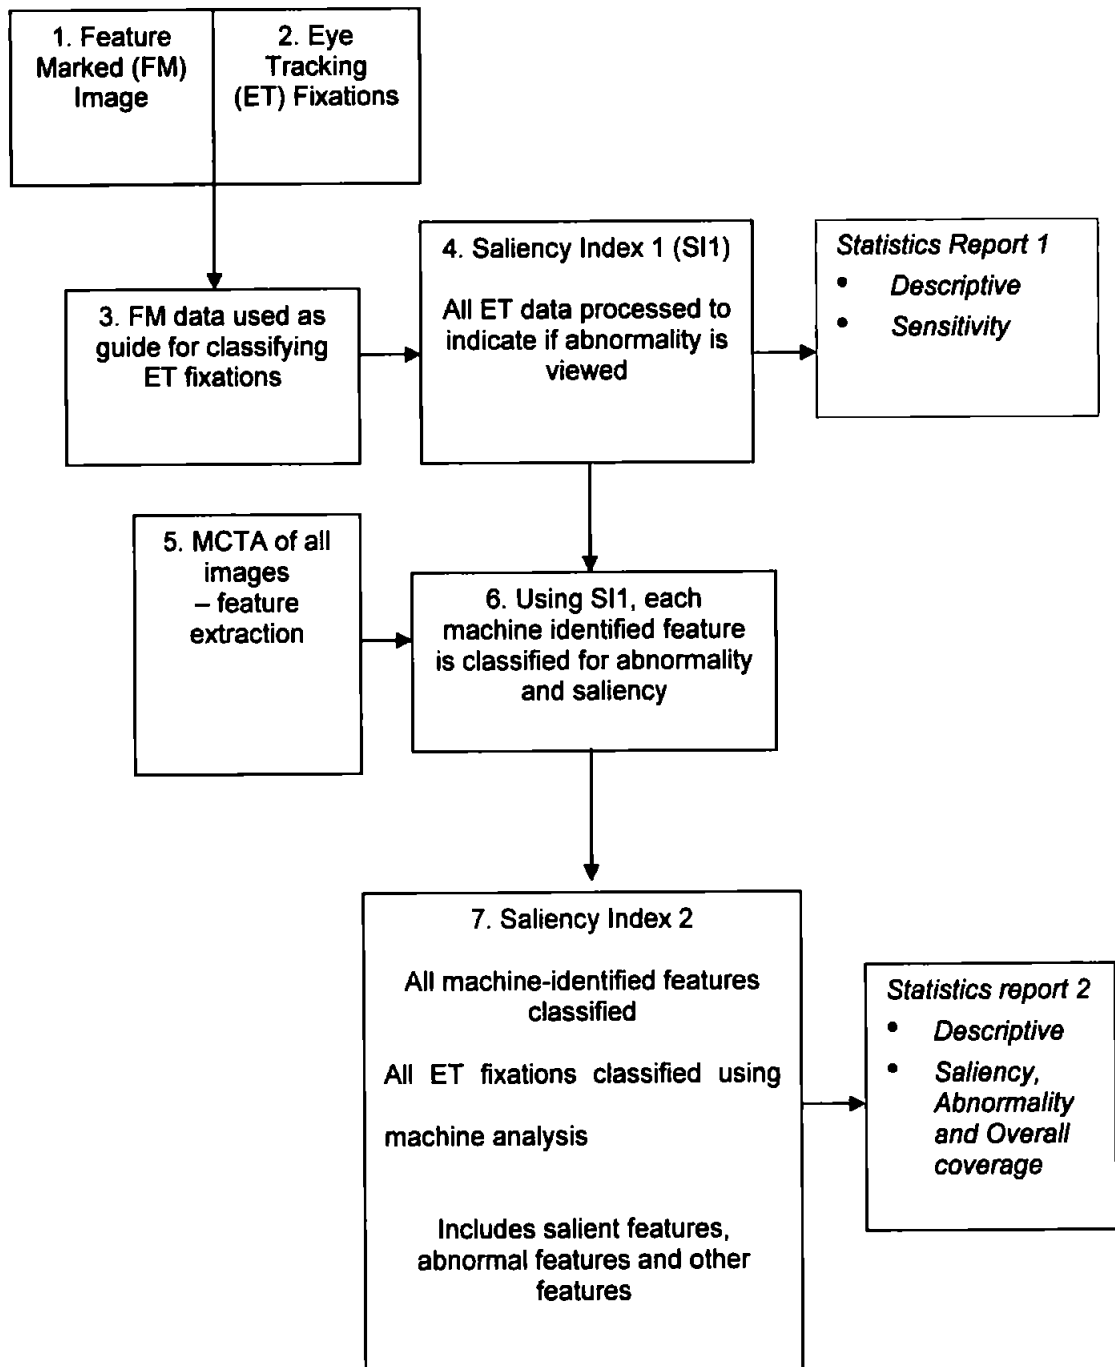 1. Feature
Marked (FM)
Image
2. Eye
Tracking
(ET) Fixations
3. FM data used as
guide for classifying
ET fixations
4. Saliency Index 1 (SI1)
All ET data processed to
indicate if abnormality is
viewed
Statistics Report 1
• Descriptive
• Sensitivity
5. MCTA of all
images
– feature
extraction
6. Using SI1, each
machine identified feature
is classified for abnormality
and saliency
7. Saliency Index 2
All machine-identified features
classified
All ET fixations classified using
machine analysis
Includes salient features,
abnormal features and other
features
Statistics report 2
• Descriptive
• Saliency,
Abnormality
and Overall
coverage